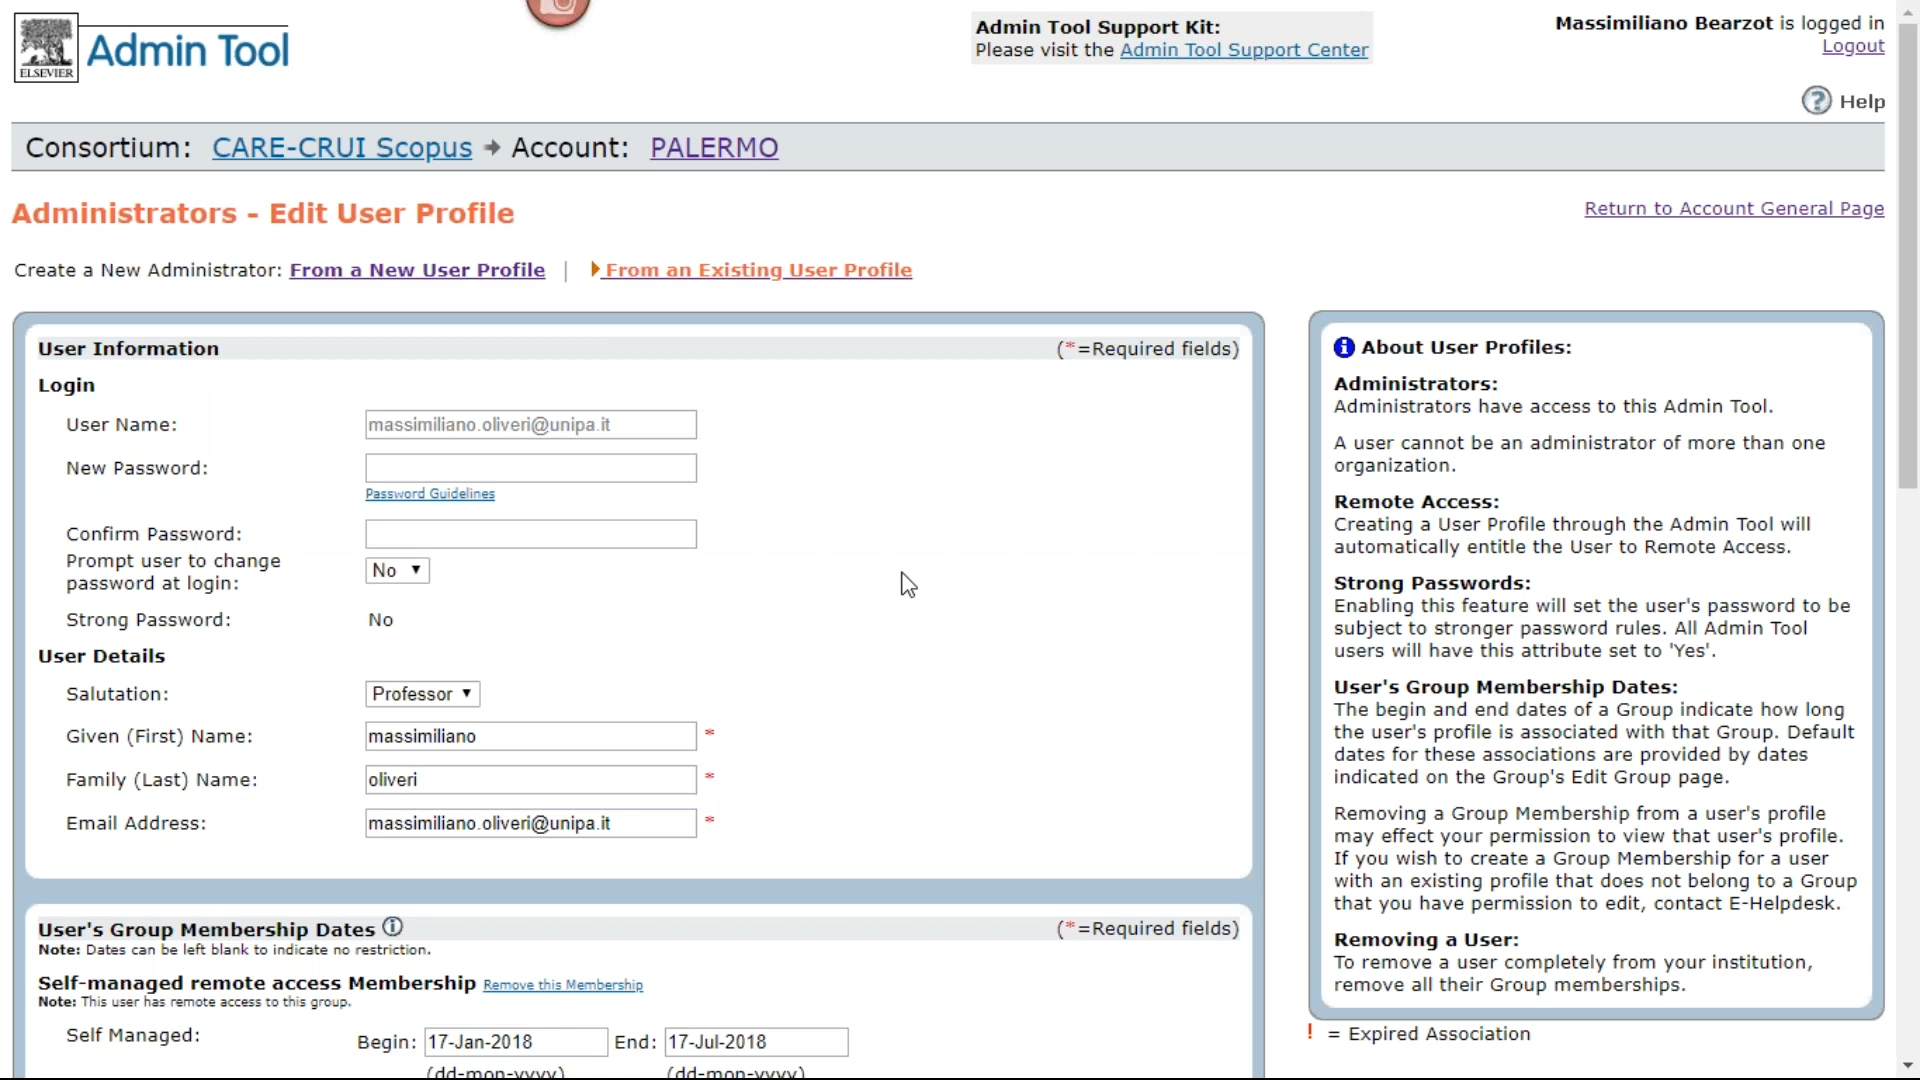 ELSEVIER
Admin Tool
Admin Tool Support Kit:
Please visit the Admin Tool Support Center
Massimiliano Bearzot is logged in
Logout
? Help
Consortium: CARE-CRUI Scopus → Account: PALERMO
Administrators - Edit User Profile
Return to Account General Page
Create a New Administrator: From a New User Profile | From an Existing User Profile
User Information (*=Required fields)
Login
User Name: massimiliano.oliveri@unipa.it
New Password:
Password Guidelines
Confirm Password:
Prompt user to change
password at login: No
Strong Password: No
User Details
Salutation: Professor
Given (First) Name: massimiliano *
Family (Last) Name: oliveri *
Email Address: massimiliano.oliveri@unipa.it *
User's Group Membership Dates (*=Required fields)
Note: Dates can be left blank to indicate no restriction.
Self-managed remote access Membership Remove this Membership
Note: This user has remote access to this group.
Self Managed: Begin: 17-Jan-2018 End: 17-Jul-2018
(dd-mon-yyyy) (dd-mon-yyyy)
About User Profiles:
Administrators:
Administrators have access to this Admin Tool.
A user cannot be an administrator of more than one
organization.
Remote Access:
Creating a User Profile through the Admin Tool will
automatically entitle the User to Remote Access.
Strong Passwords:
Enabling this feature will set the user's password to be
subject to stronger password rules. All Admin Tool
users will have this attribute set to 'Yes'.
User's Group Membership Dates:
The begin and end dates of a Group indicate how long
the user's profile is associated with that Group. Default
dates for these associations are provided by dates
indicated on the Group's Edit Group page.
Removing a Group Membership from a user's profile
may effect your permission to view that user's profile.
If you wish to create a Group Membership for a user
with an existing profile that does not belong to a Group
that you have permission to edit, contact E-Helpdesk.
Removing a User:
To remove a user completely from your institution,
remove all their Group memberships.
! = Expired Association